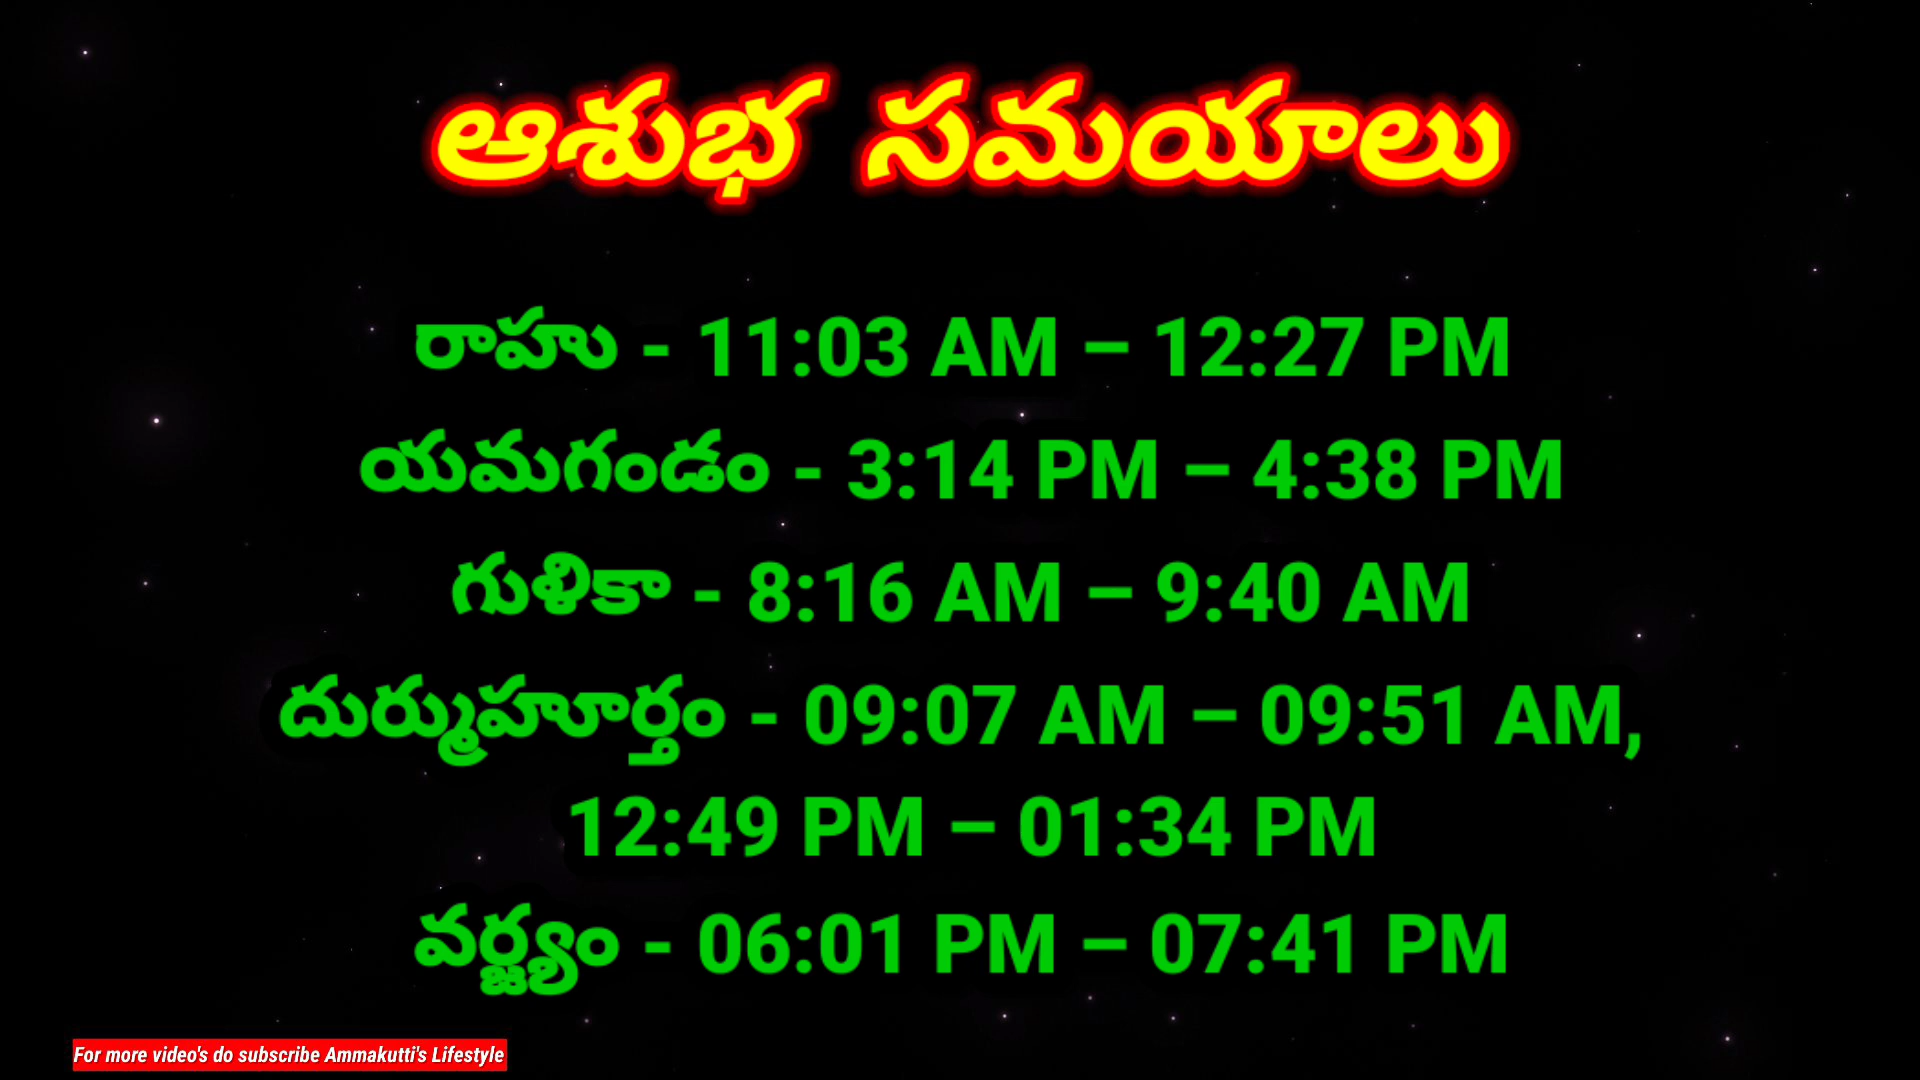 ఆశుభ సమయాలు
రాహు - 11:03 AM – 12:27 PM
యమగండం - 3:14 PM – 4:38 PM
గుళికా - 8:16 AM – 9:40 AM
దుర్ముహూర్తం - 09:07 AM – 09:51 AM,
12:49 PM – 01:34 PM
వర్జ్యం - 06:01 PM – 07:41 PM
For more video's do subscribe Ammakutti's Lifestyle